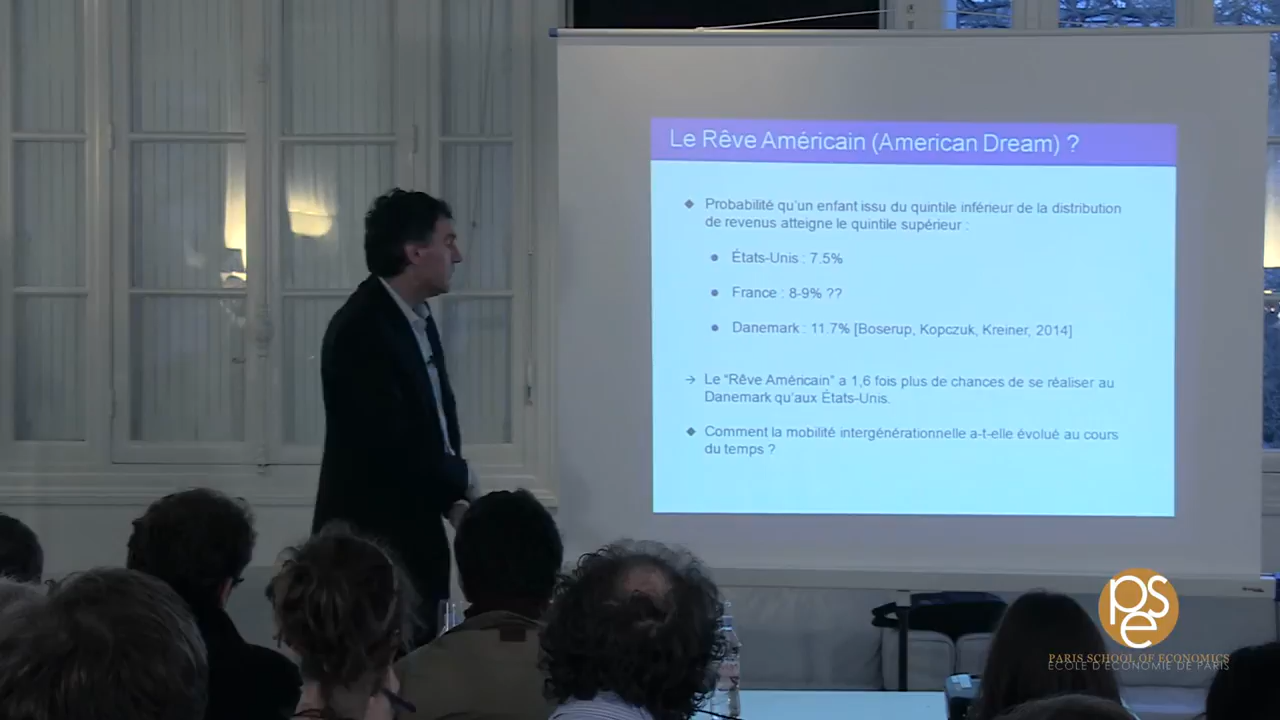 Le Rêve Américain (American Dream) ?
Probabilité qu'un enfant issu du quintile inférieur de la distribution
de revenus atteigne le quintile supérieur :
États-Unis : 7.5%
France : 8-9% ??
Danemark : 11.7% [Boserup, Kopczuk, Kreiner, 2014]
→ Le "Rêve Américain" a 1,6 fois plus de chances de se réaliser au
Danemark qu'aux États-Unis.
Comment la mobilité intergénérationnelle a-t-elle évolué au cours
du temps ?
pse
PARIS SCHOOL OF ECONOMICS
ÉCOLE D'ÉCONOMIE DE PARIS